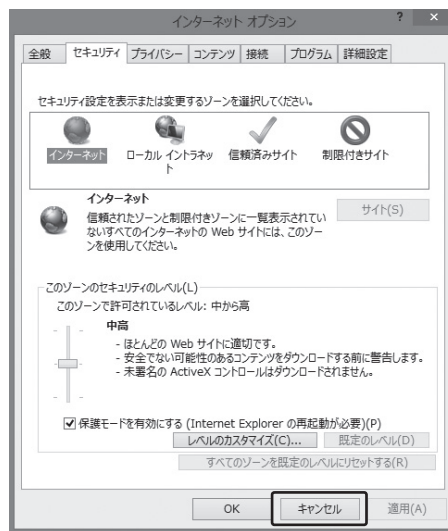 インターネット オプション ? ×
全般 セキュリティ プライバシー コンテンツ 接続 プログラム 詳細設定
セキュリティ設定を表示または変更するゾーンを選択してください。
インターネット ローカル イントラネッ 信頼済みサイト 制限付きサイト
ト
インターネット
サイト(S)
信頼されたゾーンと制限付きゾーンに一覧表示されてい
ないすべてのインターネットの Web サイトには、このゾー
ンを使用してください。
このゾーンのセキュリティのレベル(L)
このゾーンで許可されているレベル: 中から高
中高
- ほとんどの Web サイトに適切です。
- 安全でない可能性のあるコンテンツをダウンロードする前に警告します。
- 未署名の ActiveX コントロールはダウンロードされません。
保護モードを有効にする (Internet Explorer の再起動が必要)(P)
レベルのカスタマイズ(C)... 既定のレベル(D)
すべてのゾーンを既定のレベルにリセットする(R)
OK キャンセル 適用(A)